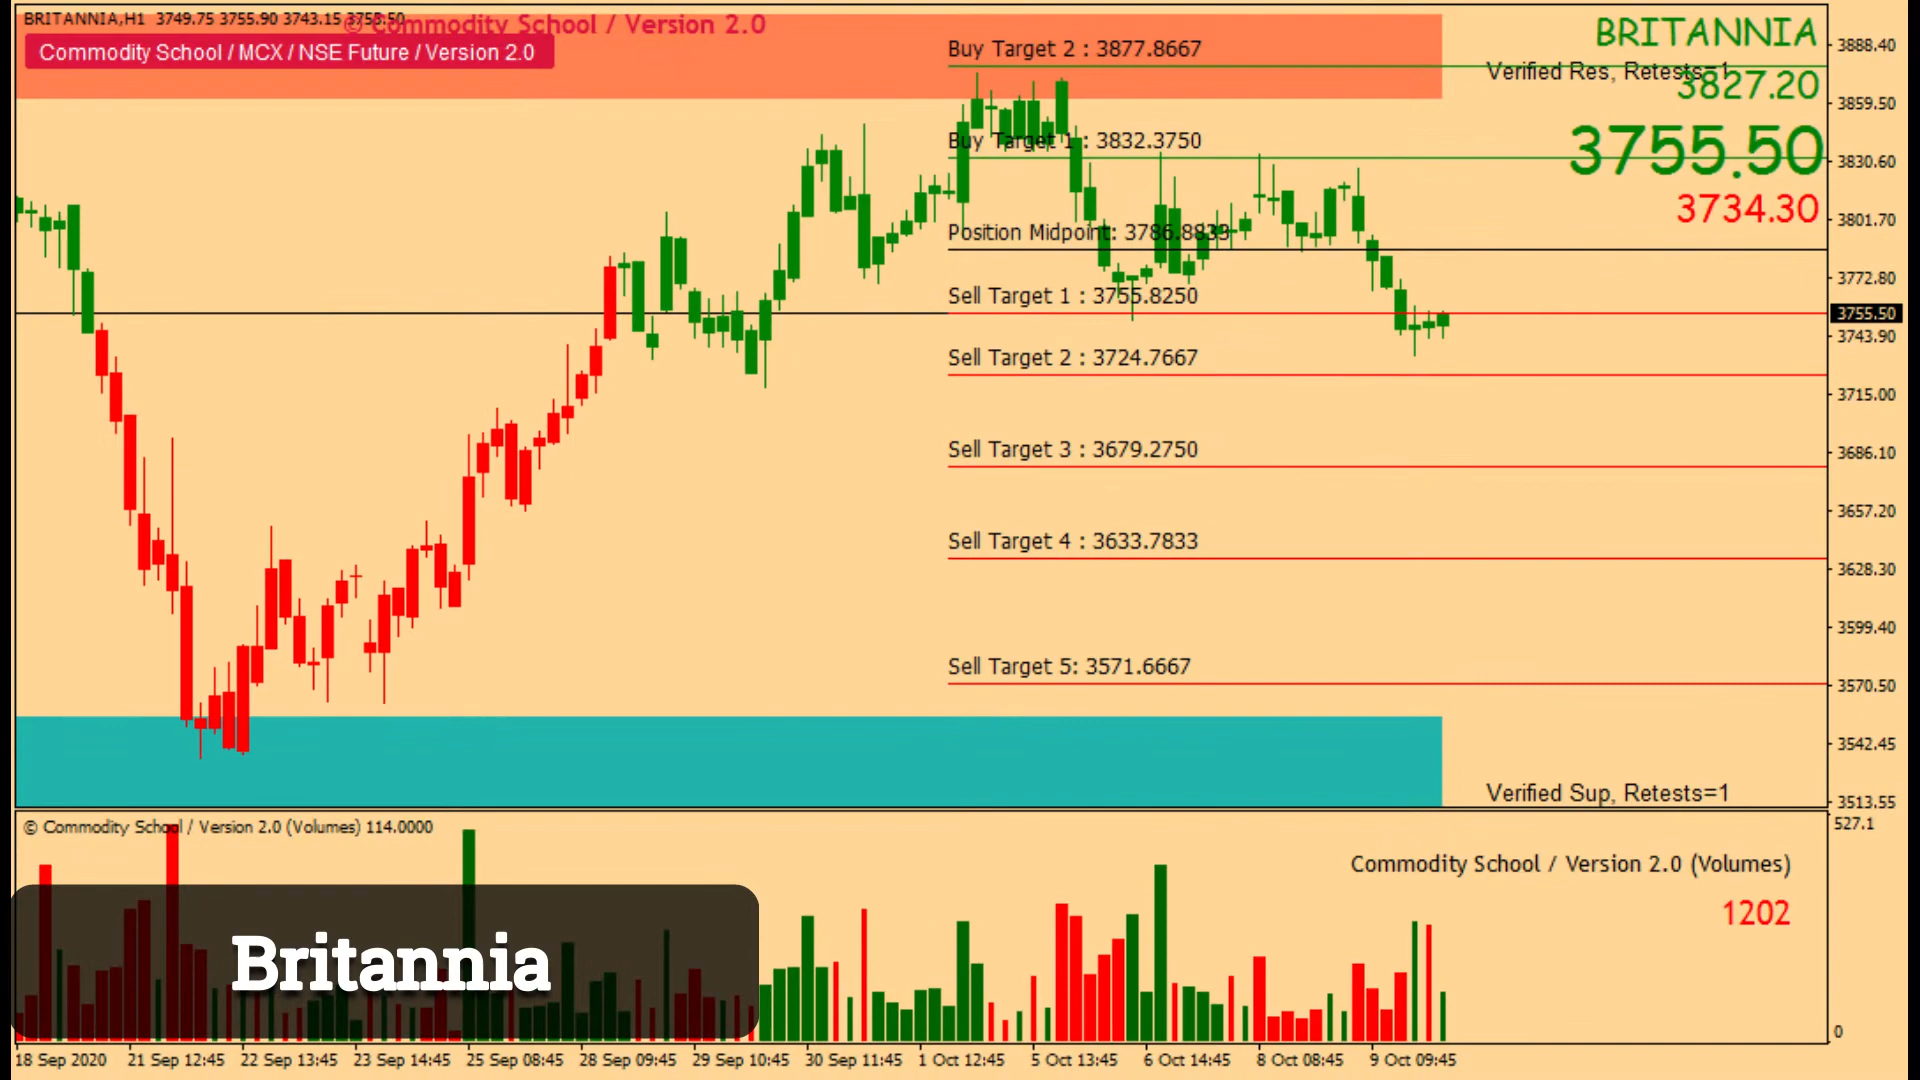 BRITANNIA,H1 3749.75 3755.90 3743.15 3755.50
© Commodity School / Version 2.0
Commodity School / MCX / NSE Future / Version 2.0
BRITANNIA
Verified Res, Retests=1
3827.20
3755.50
3734.30
Buy Target 2 : 3877.8667
Buy Target 1 : 3832.3750
Position Midpoint: 3786.8833
Sell Target 1 : 3755.8250
Sell Target 2 : 3724.7667
Sell Target 3 : 3679.2750
Sell Target 4 : 3633.7833
Sell Target 5: 3571.6667
Verified Sup, Retests=1
3888.40
3859.50
3830.60
3801.70
3772.80
3755.50
3743.90
3715.00
3686.10
3657.20
3628.30
3599.40
3570.50
3542.45
3513.55
© Commodity School / Version 2.0 (Volumes) 114.0000
527.1
Commodity School / Version 2.0 (Volumes)
1202
0
Britannia
18 Sep 2020 21 Sep 12:45 22 Sep 13:45 23 Sep 14:45 25 Sep 08:45 28 Sep 09:45 29 Sep 10:45 30 Sep 11:45 1 Oct 12:45 5 Oct 13:45 6 Oct 14:45 8 Oct 08:45 9 Oct 09:45